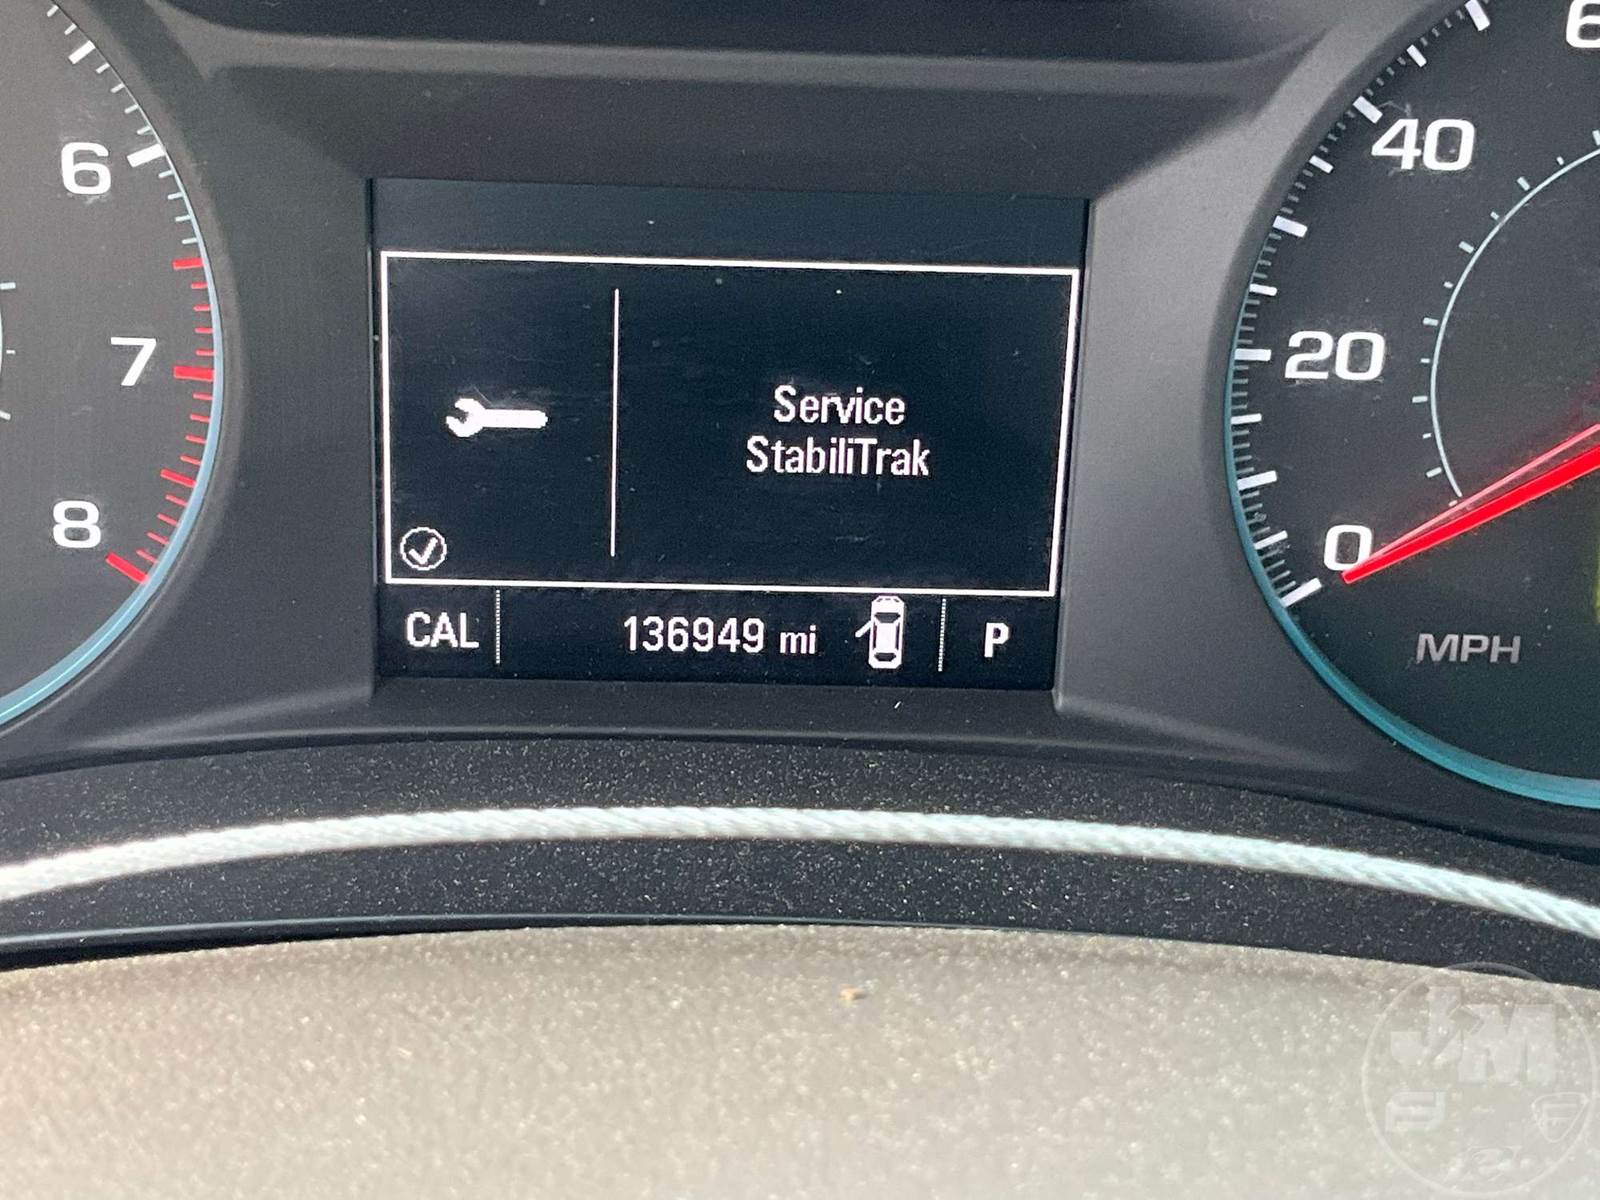 6
7
8
Service
StabiliTrak
CAL 136949 mi P
40
20
0
MPH